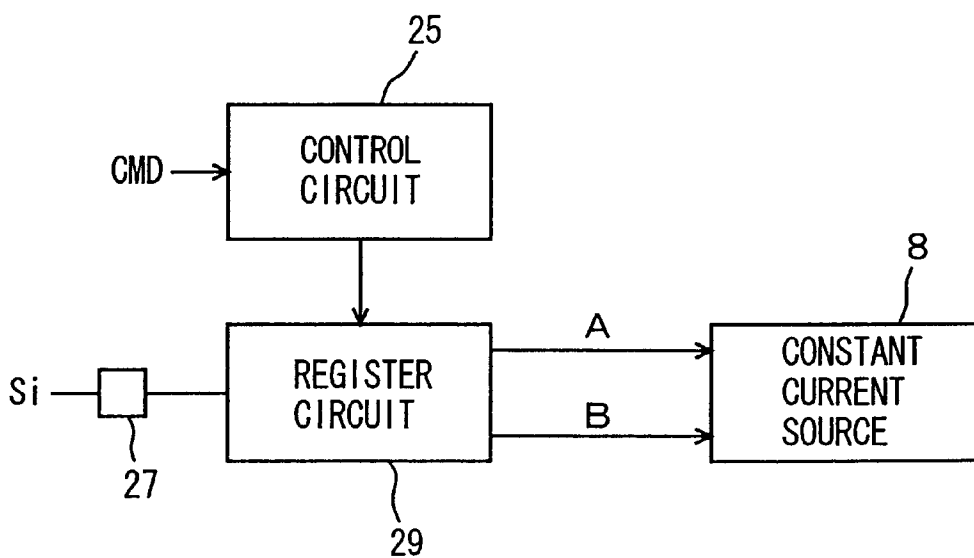 25
CONTROL
CIRCUIT
CMD
8
A
CONSTANT
CURRENT
SOURCE
REGISTER
CIRCUIT
Si
B
27
29